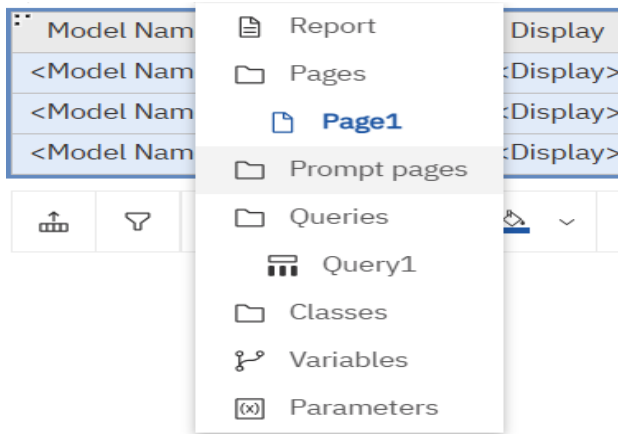 Model Nam
Display
<Model Nam
<Display>
<Model Nam
<Display>
<Model Nam
<Display>
Report
Pages
Page1
Prompt pages
Queries
Query1
Classes
Variables
(x) Parameters